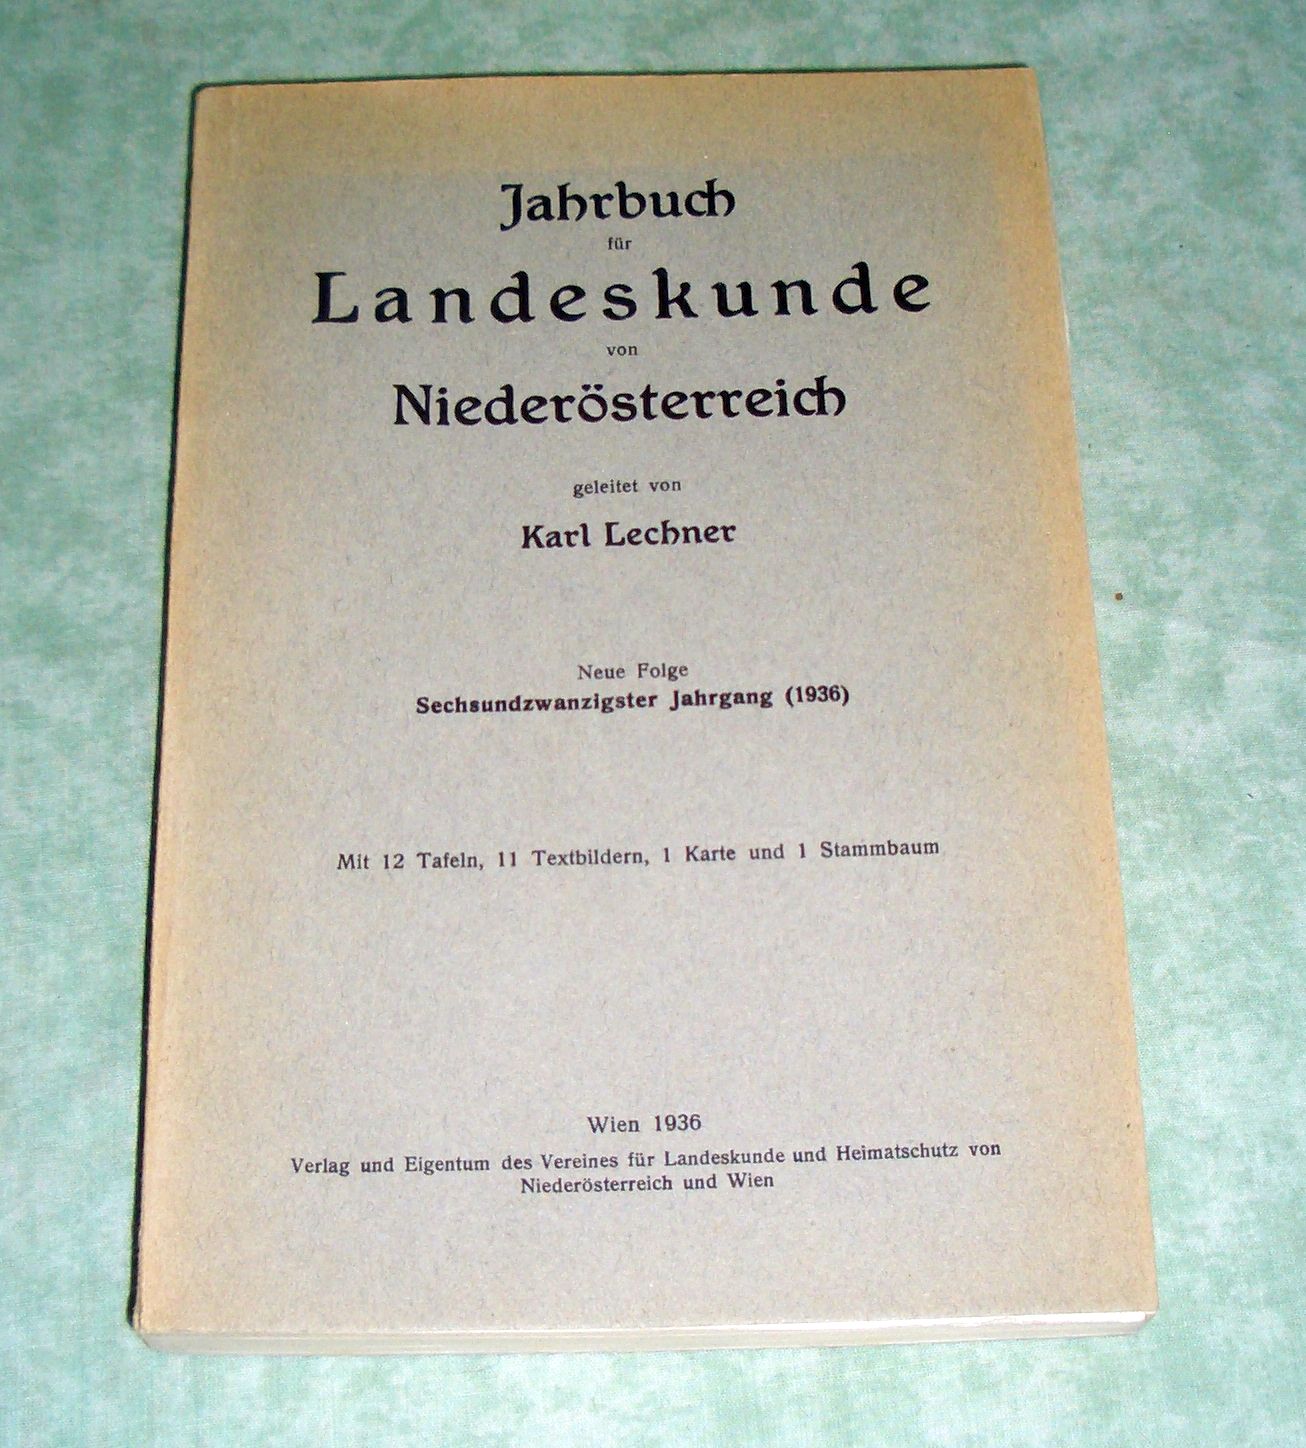 Jahrbuch
für
Landeskunde
von
Niederösterreich
geleitet von
Karl Lechner
Neue Folge
Sechsundzwanzigster Jahrgang (1936)
Mit 12 Tafeln, 11 Textbildern, 1 Karte und 1 Stammbaum
Wien 1936
Verlag und Eigentum des Vereines für Landeskunde und Heimatschutz von
Niederösterreich und Wien